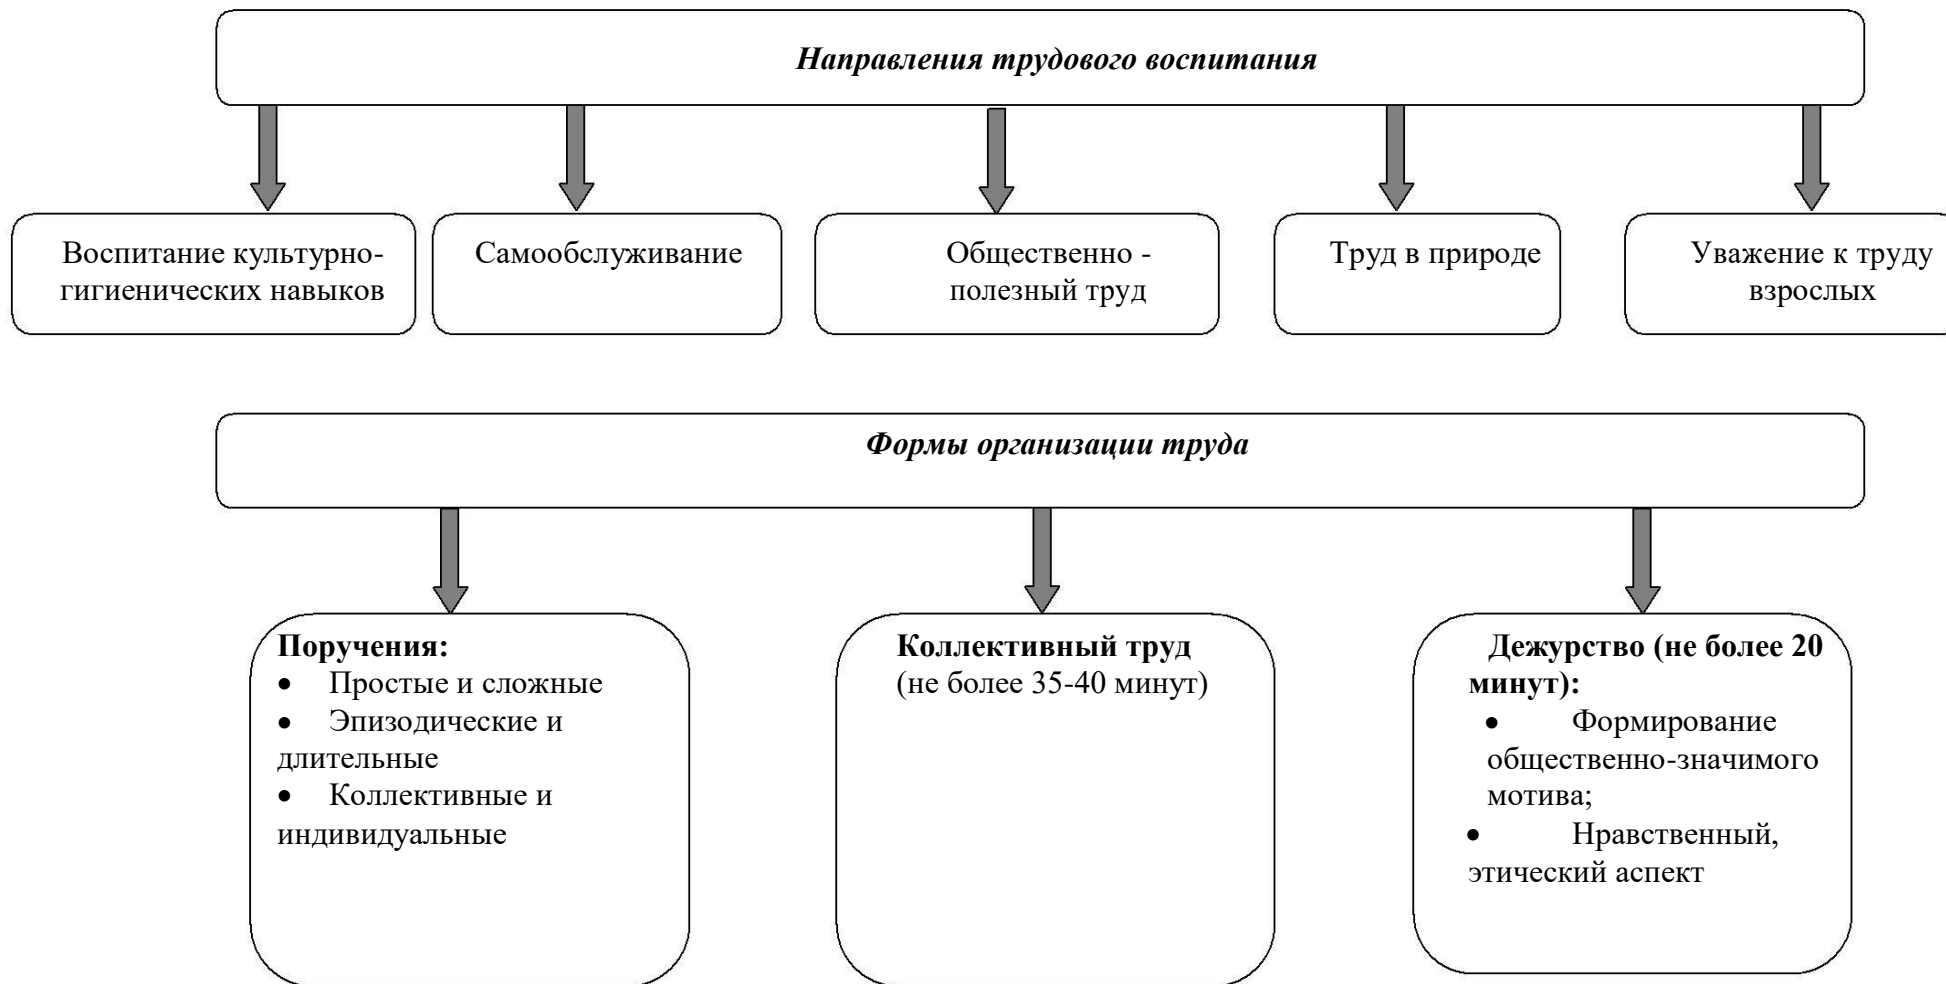 Направления трудового воспитания
Воспитание культурно-
гигиенических навыков
Самообслуживание
Общественно -
полезный труд
Труд в природе
Уважение к труду
взрослых
Формы организации труда
Поручения:
• Простые и сложные
• Эпизодические и
длительные
• Коллективные и
индивидуальные
Коллективный труд
(не более 35-40 минут)
Дежурство (не более 20
минут):
• Формирование
общественно-значимого
мотива;
• Нравственный,
этический аспект